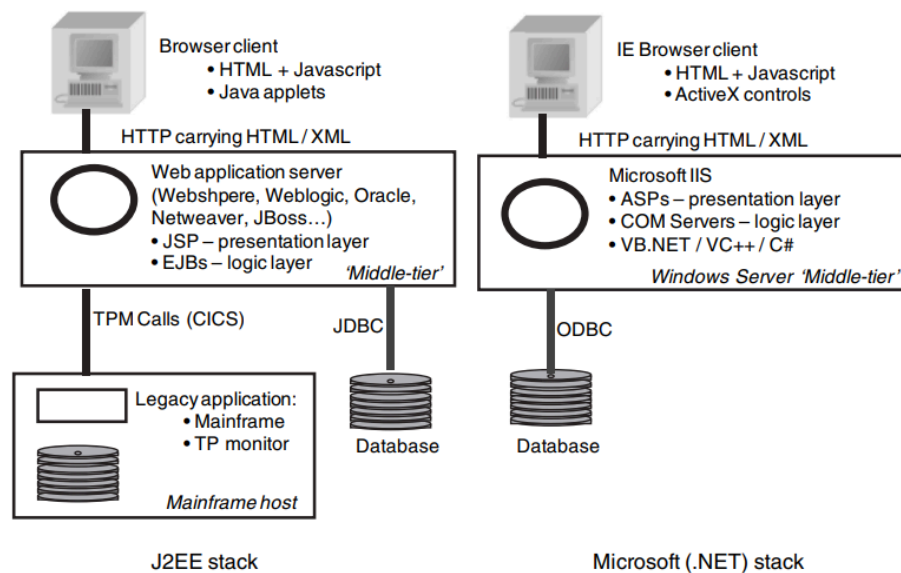 Browser client
• HTML + Javascript
• Java applets
HTTP carrying HTML / XML
Web application server
(Webshpere, Weblogic, Oracle,
Netweaver, JBoss…)
• JSP – presentation layer
• EJBs – logic layer
'Middle-tier'
TPM Calls (CICS)
JDBC
Legacy application:
• Mainframe
• TP monitor
Mainframe host
Database
J2EE stack
IE Browser client
• HTML + Javascript
• ActiveX controls
HTTP carrying HTML / XML
Microsoft IIS
• ASPs – presentation layer
• COM Servers – logic layer
• VB.NET / VC++ / C#
Windows Server 'Middle-tier'
ODBC
Database
Microsoft (.NET) stack